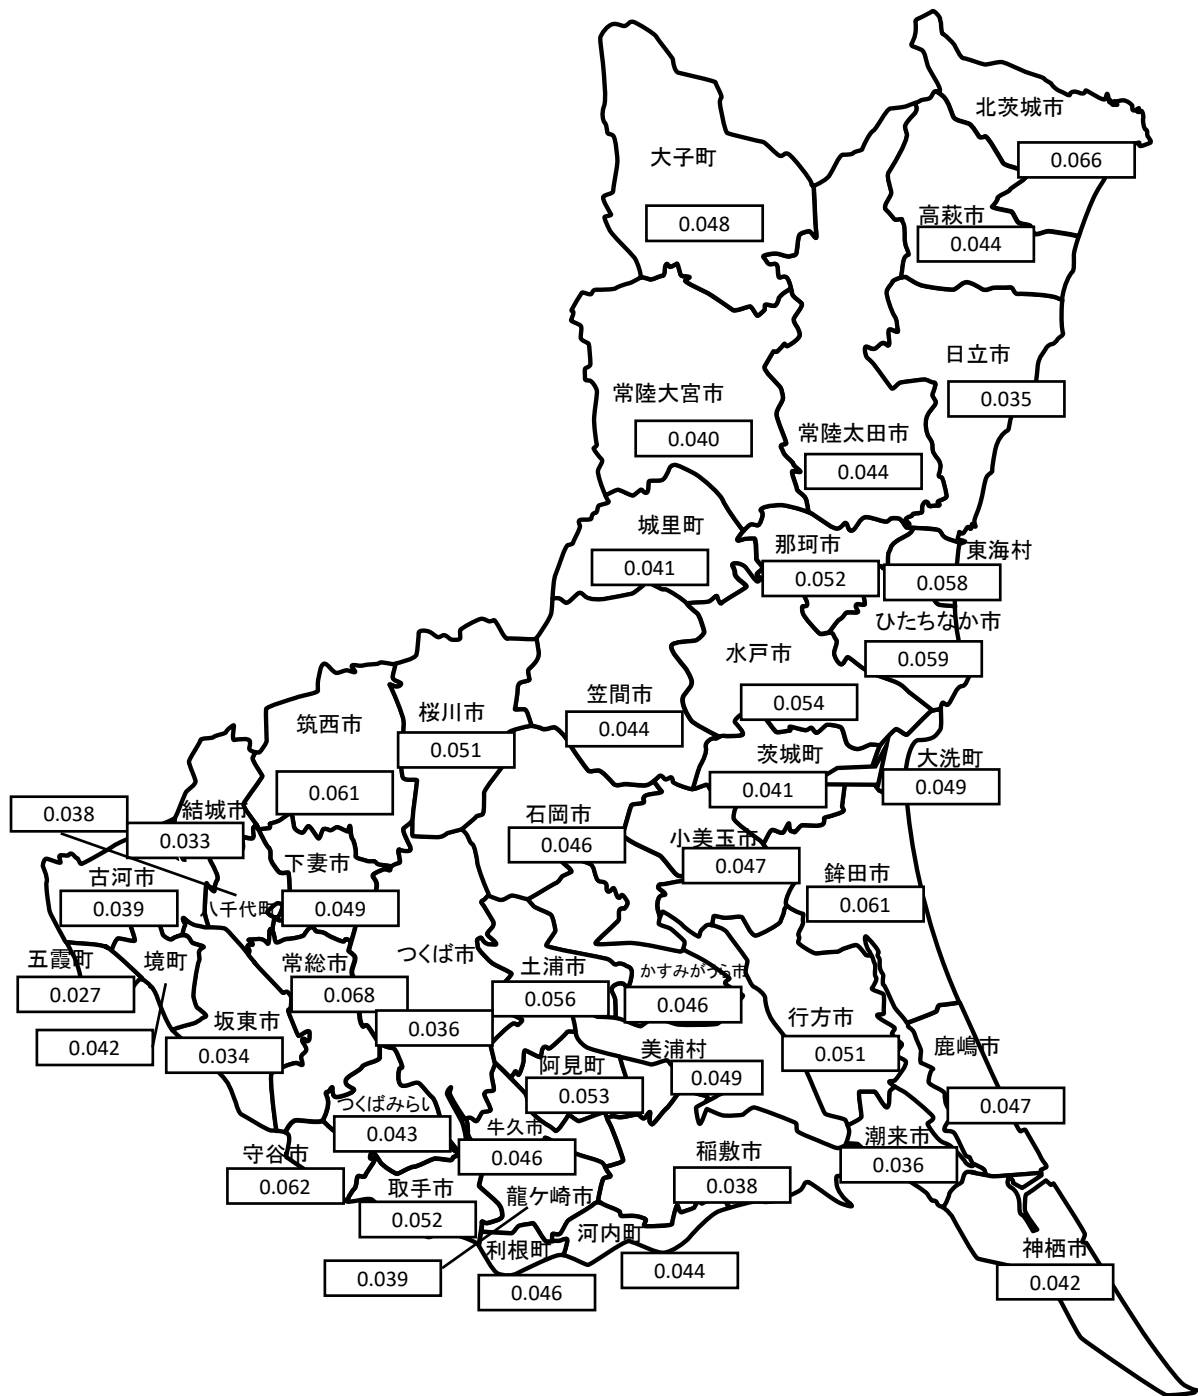 北茨城市
0.066
大子町
0.048
高萩市
0.044
日立市
0.035
常陸大宮市
0.040
常陸太田市
0.044
城里町
0.041
那珂市
0.052
東海村
0.058
ひたちなか市
0.059
水戸市
0.054
笠間市
0.044
桜川市
0.051
筑西市
0.061
茨城町
0.041
大洗町
0.049
結城市
0.033
0.038
石岡市
0.046
小美玉市
0.047
下妻市
0.049
鉾田市
0.061
古河市
0.039
八千代町
つくば市
0.036
土浦市
0.056
かすみがうら市
0.046
五霞町
0.027
境町
0.042
常総市
0.068
坂東市
0.034
行方市
0.051
鹿嶋市
0.047
美浦村
0.049
阿見町
0.053
つくばみらい
0.043
牛久市
0.046
潮来市
0.036
守谷市
0.062
稲敷市
0.038
取手市
0.052
龍ケ崎市
0.039
河内町
0.044
利根町
0.046
神栖市
0.042